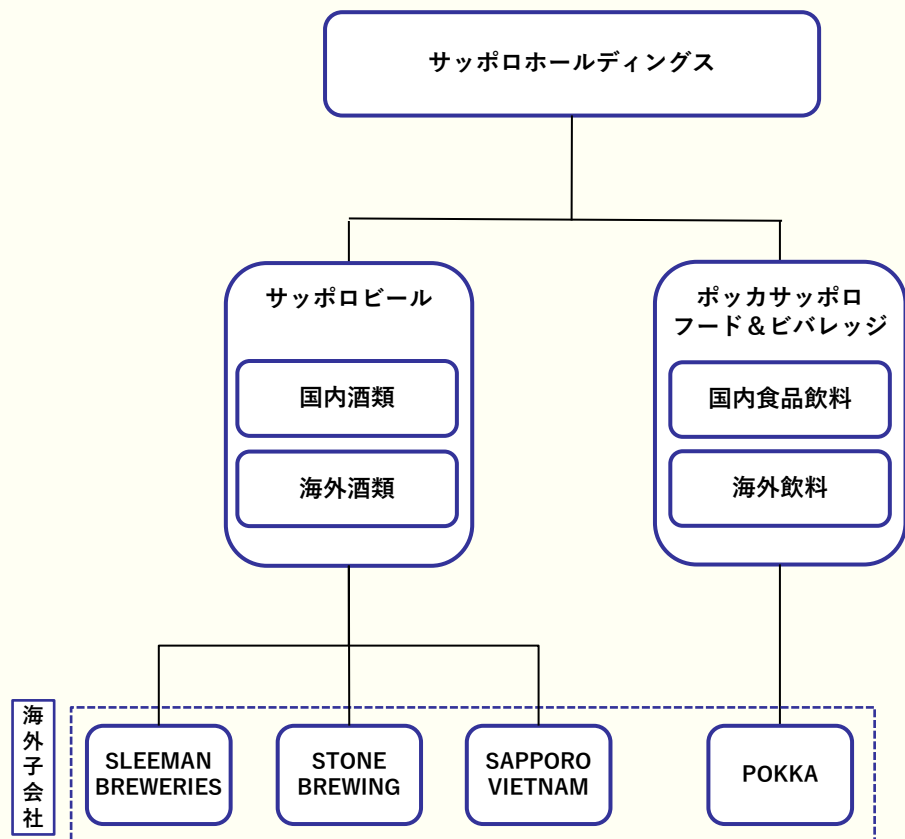 サッポロホールディングス
サッポロビール
国内酒類
海外酒類
ポッカサッポロ
フード＆ビバレッジ
国内食品飲料
海外飲料
海外子会社
SLEEMAN
BREWERIES
STONE
BREWING
SAPPORO
VIETNAM
POKKA